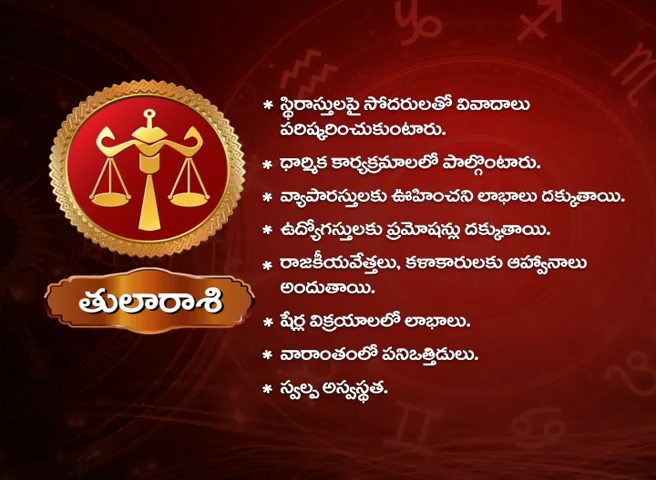 * స్థిరాస్తులపై సోదరులతో వివాదాలు
పరిష్కరించుకుంటారు.
* ధార్మిక కార్యక్రమాలలో పాల్గొంటారు.
* వ్యాపారస్తులకు ఊహించని లాభాలు దక్కుతాయి.
* ఉద్యోగస్తులకు ప్రమోషన్లు దక్కుతాయి.
* రాజకీయవేత్తలు, కళాకారులకు ఆహ్వానాలు
అందుతాయి.
* షేర్ల విక్రయాలలో లాభాలు.
* వారాంతంలో పనిఒత్తిడులు.
* స్వల్ప అస్వస్థత.
తులారాశి